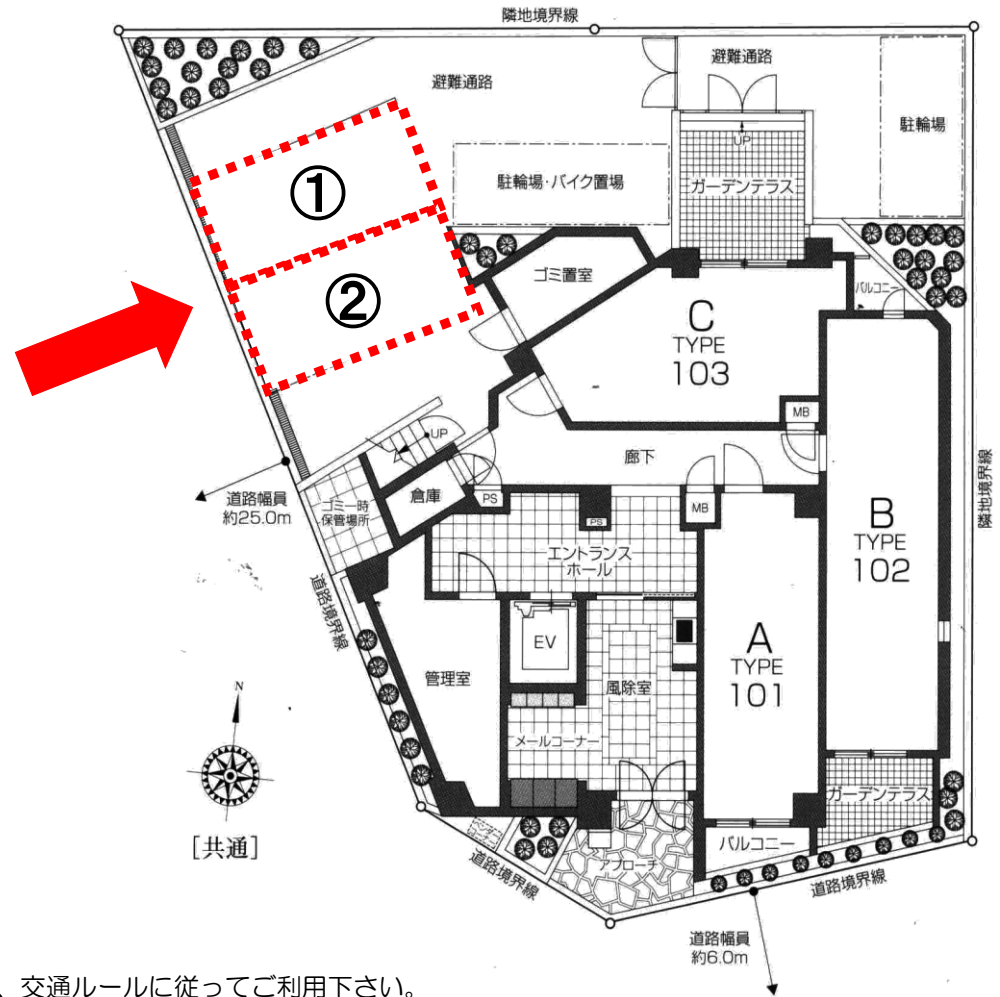 隣地境界線
避難通路
避難通路
駐輪場
UP
駐輪場・バイク置場
ガーデンテラス
①
②
ゴミ置室
バルコニー
C
TYPE
103
MB
UP
廊下
隣地境界線
道路幅員
約25.0m
ゴミ一時
保管場所
倉庫
PS
PS
MB
B
TYPE
102
エントランス
ホール
道路境界線
EV
A
TYPE
101
管理室
風除室
N
メールコーナー
ガーデンテラス
[共通]
バルコニー
アプローチ
道路境界線
道路境界線
道路幅員
約6.0m
、交通ルールに従ってご利用下さい。